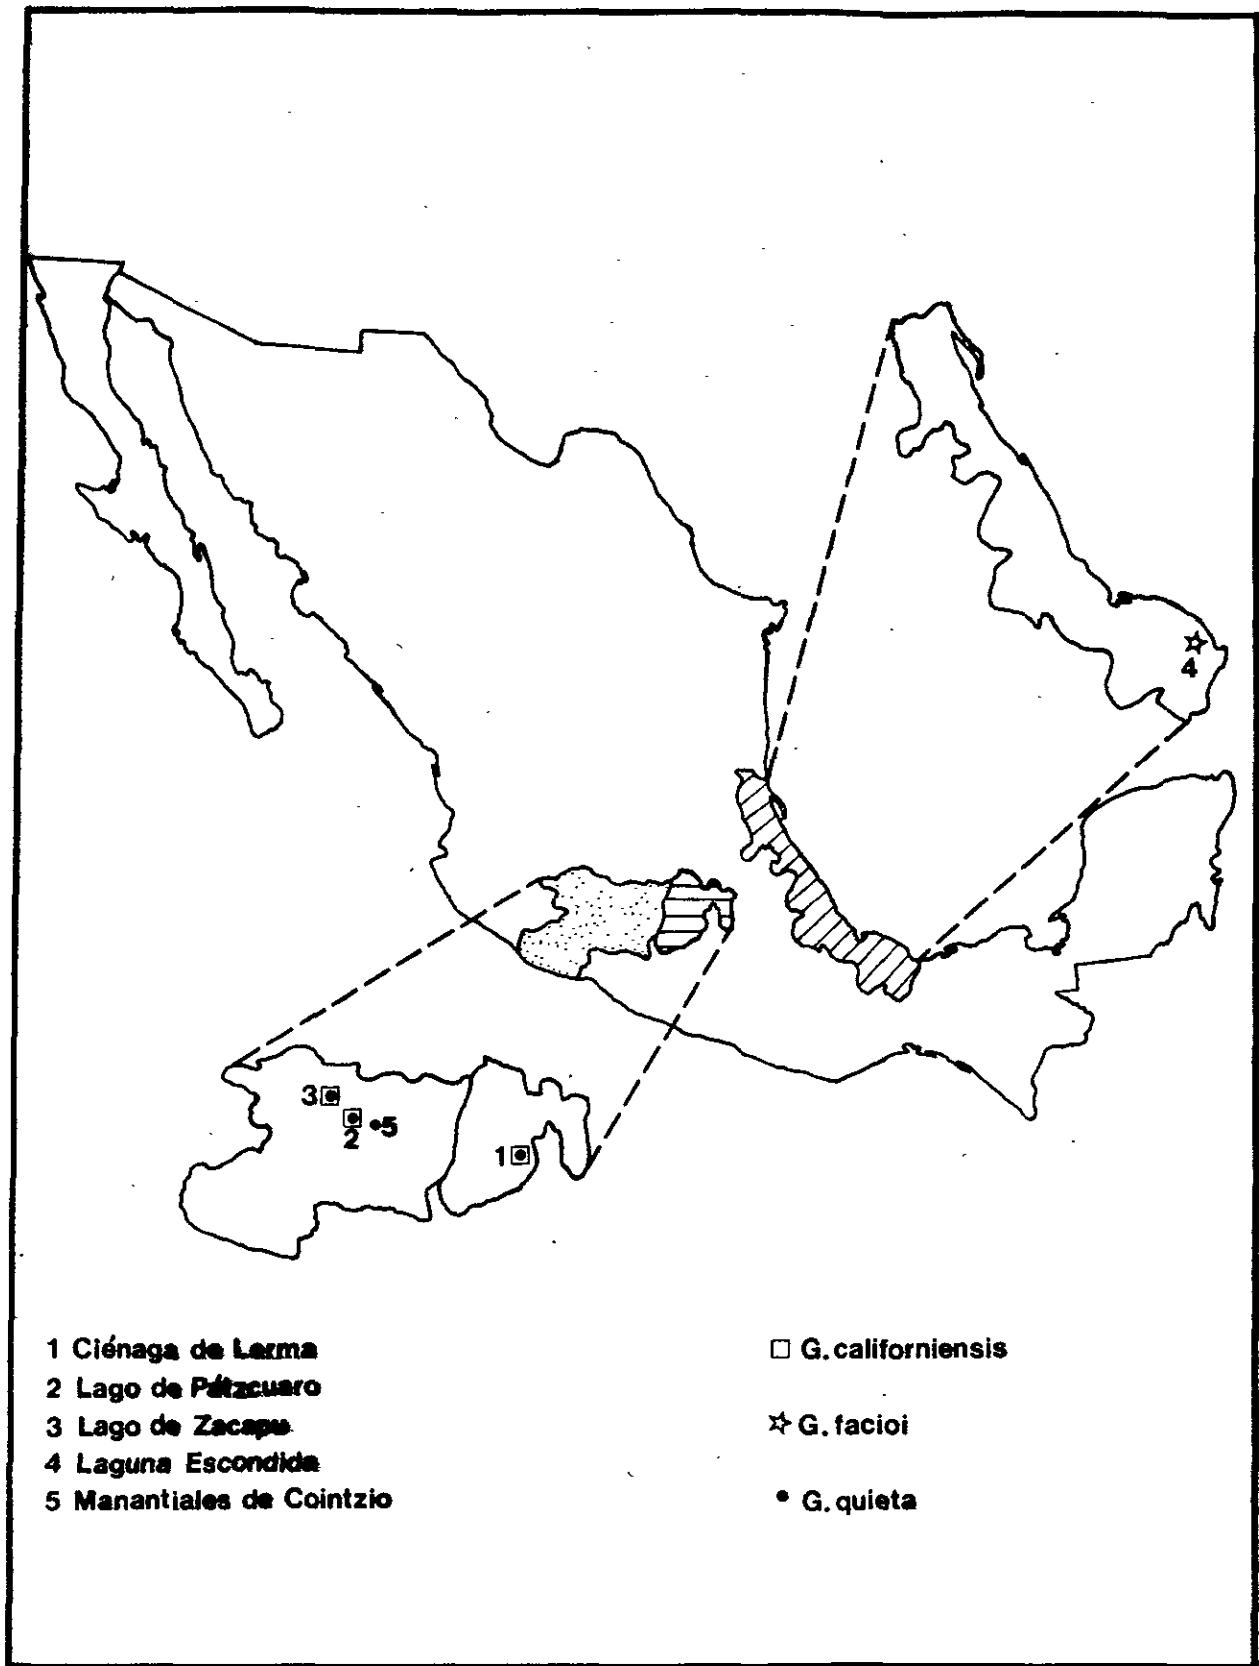 4
3
2
5
1
1 Ciénaga de Lerma
2 Lago de Pátzcuaro
3 Lago de Zacapu
4 Laguna Escondida
5 Manantiales de Cointzio
G. californiensis
G. facioi
G. quieta